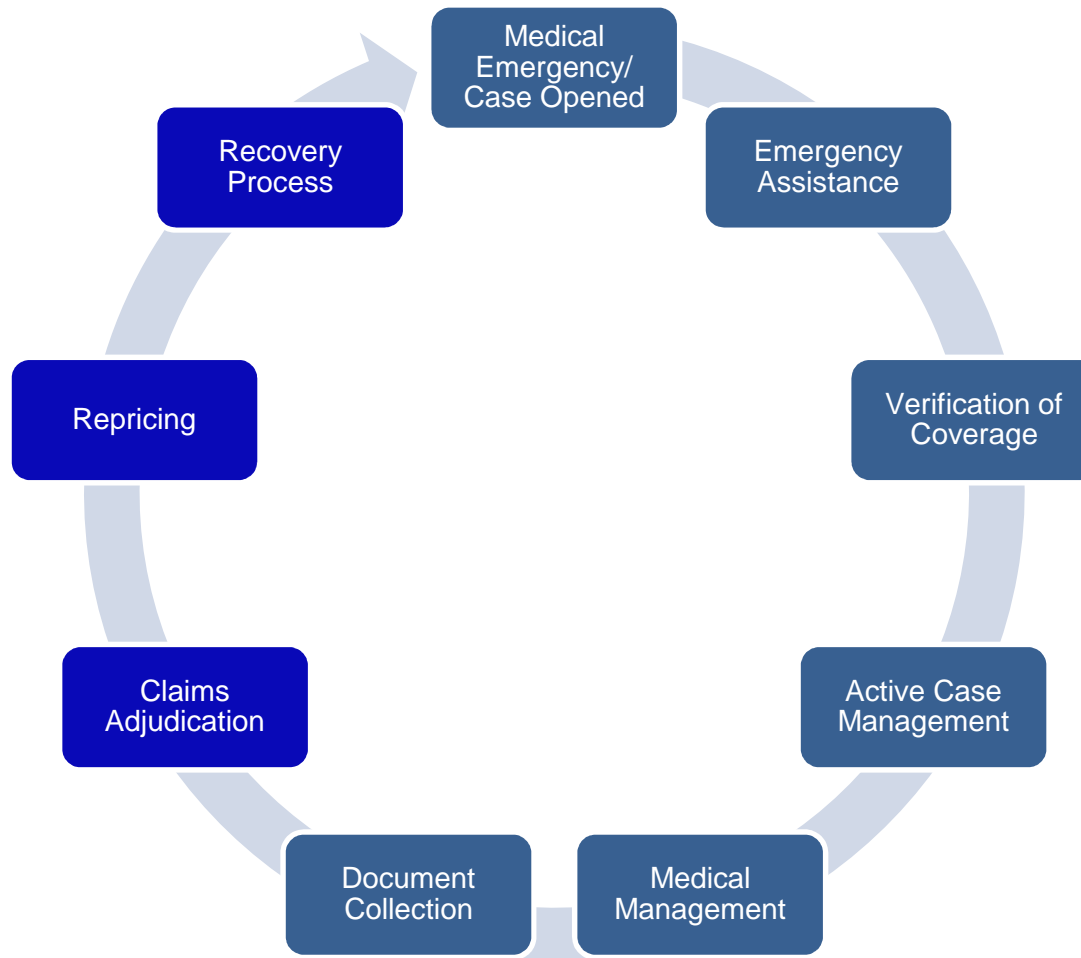 Medical
Emergency/
Case Opened
Emergency
Assistance
Verification of
Coverage
Active Case
Management
Medical
Management
Document
Collection
Claims
Adjudication
Repricing
Recovery
Process